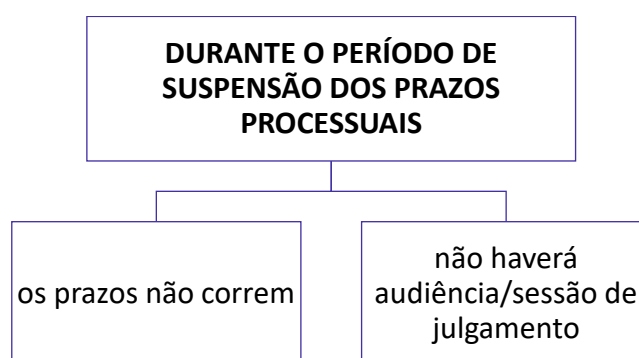 DURANTE O PERÍODO DE
SUSPENSÃO DOS PRAZOS
PROCESSUAIS
os prazos não correm
não haverá
audiência/sessão de
julgamento